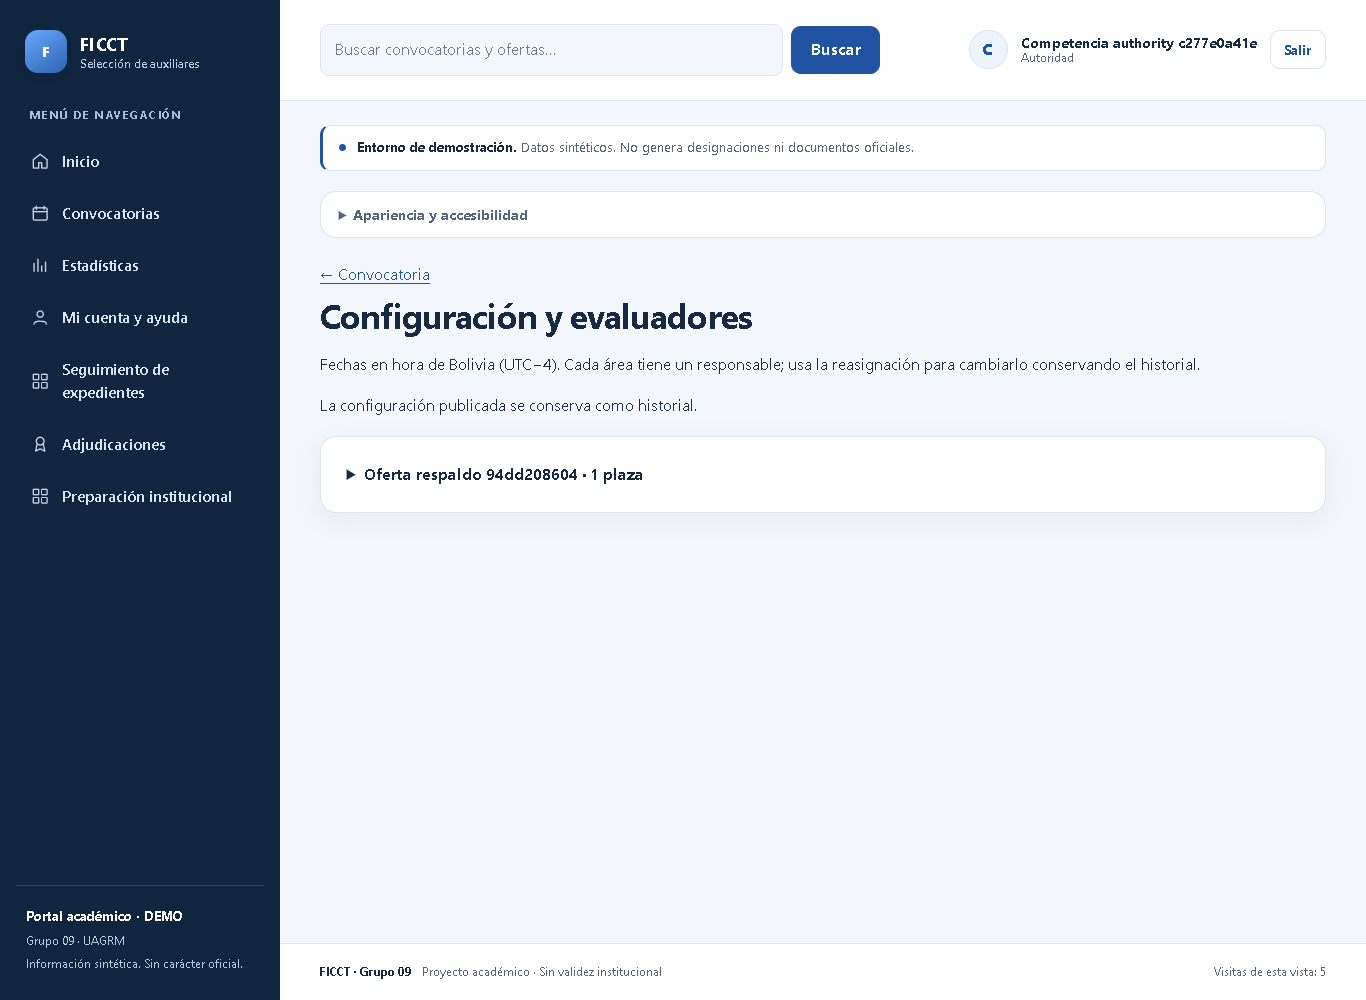 F
FICCT
Selección de auxiliares
MENÚ DE NAVEGACIÓN
Inicio
Convocatorias
Estadísticas
Mi cuenta y ayuda
Seguimiento de
expedientes
Adjudicaciones
Preparación institucional
Portal académico · DEMO
Grupo 09 · UAGRM
Información sintética. Sin carácter oficial.
Buscar convocatorias y ofertas...
Buscar
C
Competencia authority c277e0a41e
Autoridad
Salir
Entorno de demostración. Datos sintéticos. No genera designaciones ni documentos oficiales.
Apariencia y accesibilidad
← Convocatoria
Configuración y evaluadores
Fechas en hora de Bolivia (UTC−4). Cada área tiene un responsable; usa la reasignación para cambiarlo conservando el historial.
La configuración publicada se conserva como historial.
Oferta respaldo 94dd208604 · 1 plaza
FICCT · Grupo 09 Proyecto académico · Sin validez institucional
Visitas de esta vista: 5